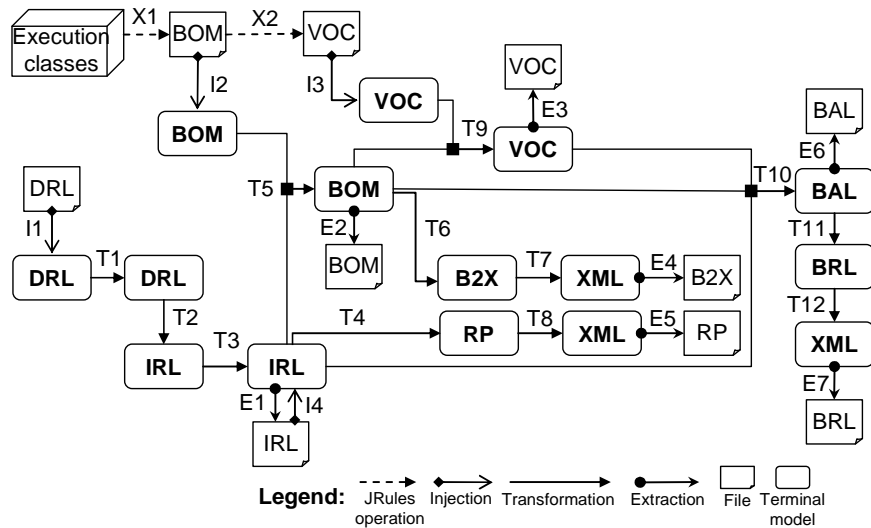 X1
X2
Execution
classes
BOM
VOC
I2
I3
VOC
VOC
E3
BOM
T9
VOC
BAL
E6
DRL
T5
BOM
T10
BAL
I1
T1
E2
T6
T11
DRL
DRL
BOM
B2X
T7
XML
E4
B2X
BRL
T2
T12
T3
T4
RP
T8
XML
E5
RP
XML
IRL
IRL
E1
I4
E7
IRL
BRL
Legend:
JRules
operation
Injection
Transformation
Extraction
File
Terminal
model